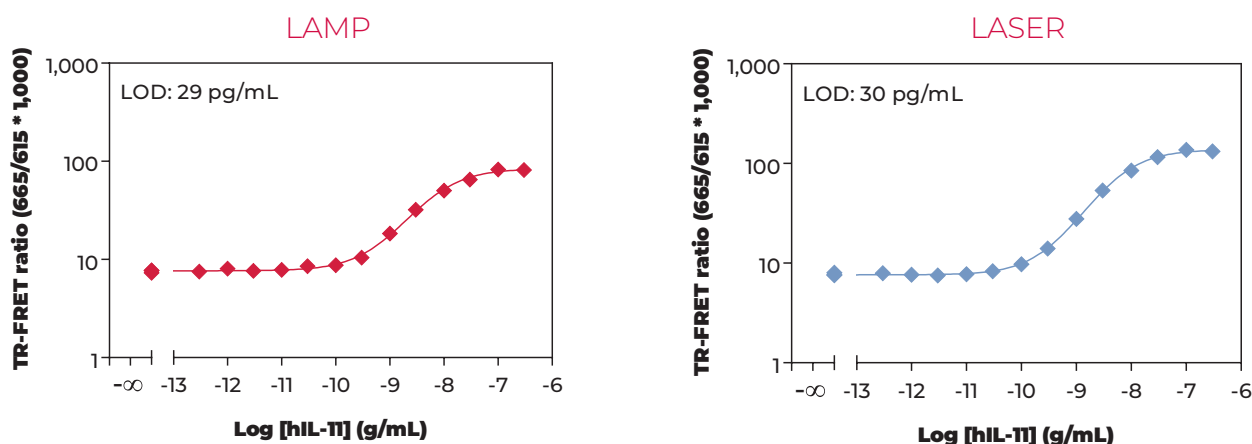 LAMP
TR-FRET ratio (665/615 * 1,000)
1,000
100
10
1
LOD: 29 pg/mL
-∞ -13 -12 -11 -10 -9 -8 -7 -6
Log [hIL-11] (g/mL)
LASER
TR-FRET ratio (665/615 * 1,000)
1,000
100
10
1
LOD: 30 pg/mL
-∞ -13 -12 -11 -10 -9 -8 -7 -6
Log [hIL-11] (g/mL)